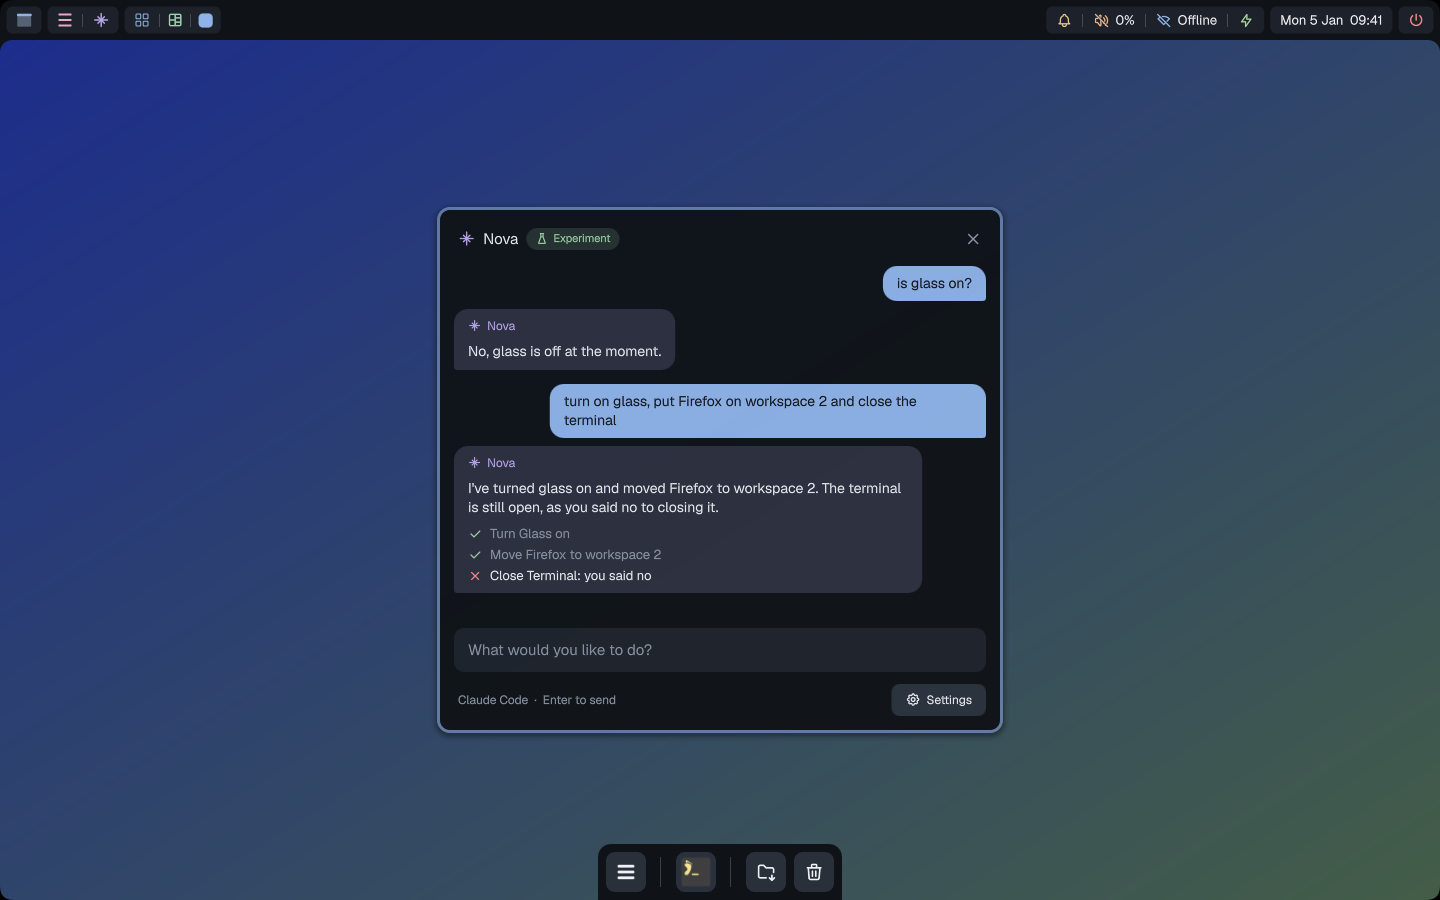 0%
Offline
Mon 5 Jan 09:41
Nova
Experiment
is glass on?
Nova
No, glass is off at the moment.
turn on glass, put Firefox on workspace 2 and close the
terminal
Nova
I've turned glass on and moved Firefox to workspace 2. The terminal
is still open, as you said no to closing it.
Turn Glass on
Move Firefox to workspace 2
Close Terminal: you said no
What would you like to do?
Claude Code · Enter to send
Settings